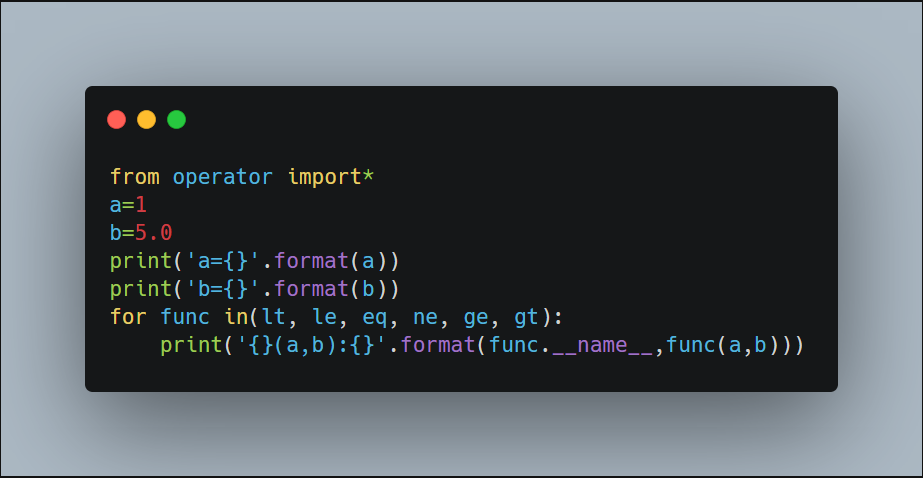 from operator import*
a=1
b=5.0
print('a={}'.format(a))
print('b={}'.format(b))
for func in(lt, le, eq, ne, ge, gt):
    print('{}(a,b):{}'.format(func.__name__,func(a,b)))